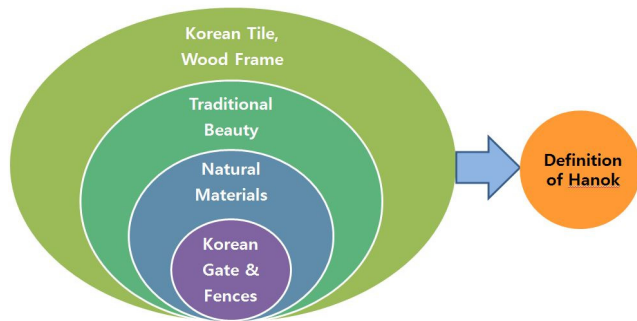 Korean Tile,
Wood Frame
Traditional
Beauty
Natural
Materials
Korean
Gate &
Fences
Definition
of Hanok